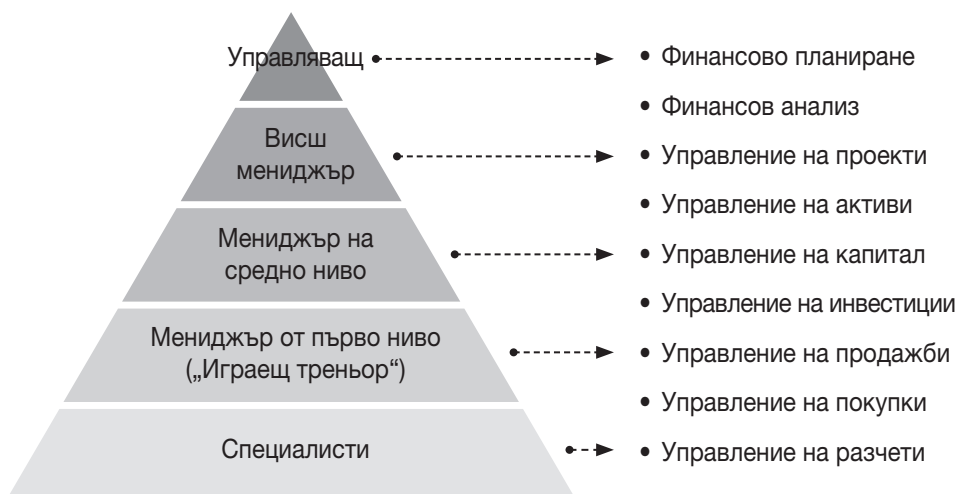 Управляващ
Висш
мениджър
Мениджър на
средно ниво
Мениджър от първо ниво
(„Играещ треньор“)
Специалисти
• Финансово планиране
• Финансов анализ
• Управление на проекти
• Управление на активи
• Управление на капитал
• Управление на инвестиции
• Управление на продажби
• Управление на покупки
• Управление на разчети